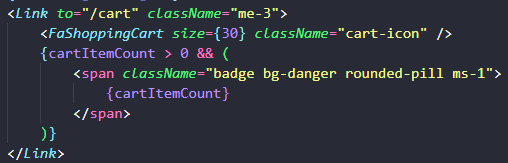 <Link to="/cart" className="me-3">
    <FaShoppingCart size={30} className="cart-icon" />
    {cartItemCount > 0 && (
        <span className="badge bg-danger rounded-pill ms-1">
            {cartItemCount}
        </span>
    )}
</Link>